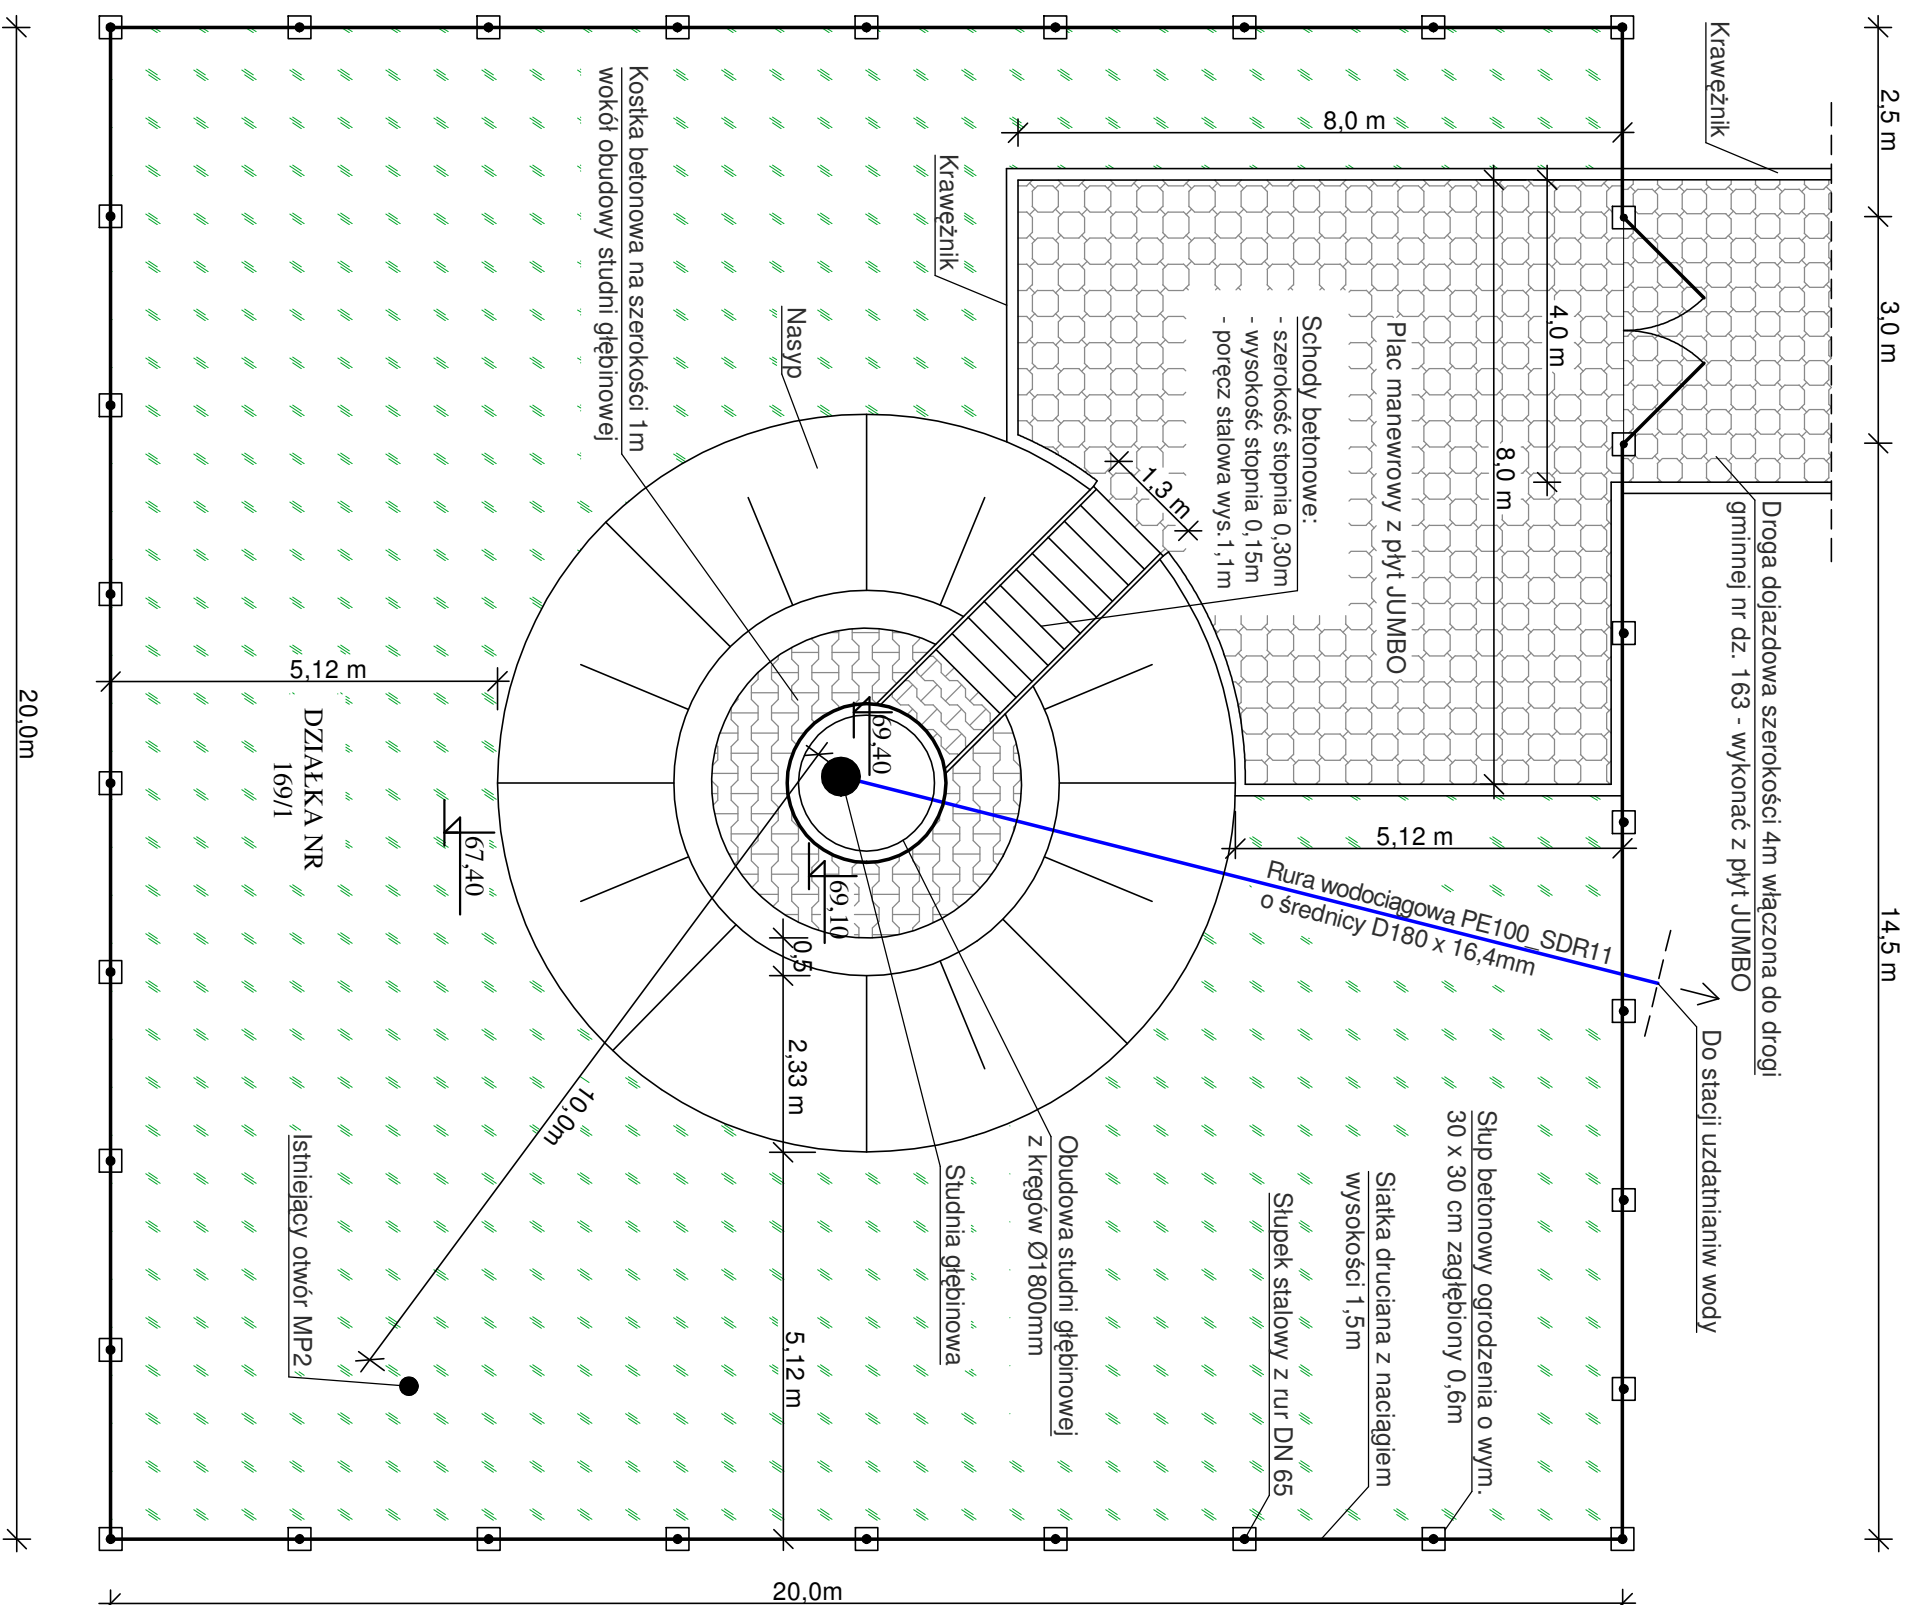 2,5 m
3,0 m
14,5 m
Krawężnik
Droga dojazdowa szerokości 4m włączona do drogi
gminnej nr dz. 163 - wykonać z płyt JUMBO
Do stacji uzdatnianiw wody
8,0 m
4,0 m
8,0 m
Plac manewrowy z płyt JUMBO
Schody betonowe:
- szerokość stopnia 0,30m
- wysokość stopnia 0,15m
- poręcz stalowa wys.1,1m
1,3 m
Krawężnik
Nasyp
Kostka betonowa na szerokości 1m
wokół obudowy studni głębinowej
5,12 m
Rura wodociągowa PE100_SDR11
o średnicy D180 x 16,4mm
Słup betonowy ogrodzenia o wym.
30 x 30 cm zagłębiony 0,6m
Siatka druciana z naciągiem
wysokości 1,5m
Słupek stalowy z rur DN 65
Obudowa studni głębinowej
z kręgów Ø1800mm
Studnia głębinowa
69,40
69,10
0,5
2,33 m
5,12 m
10,0m
5,12 m
67,40
DZIAŁKA NR
169/1
Istniejący otwór MP2
20,0m
20,0m